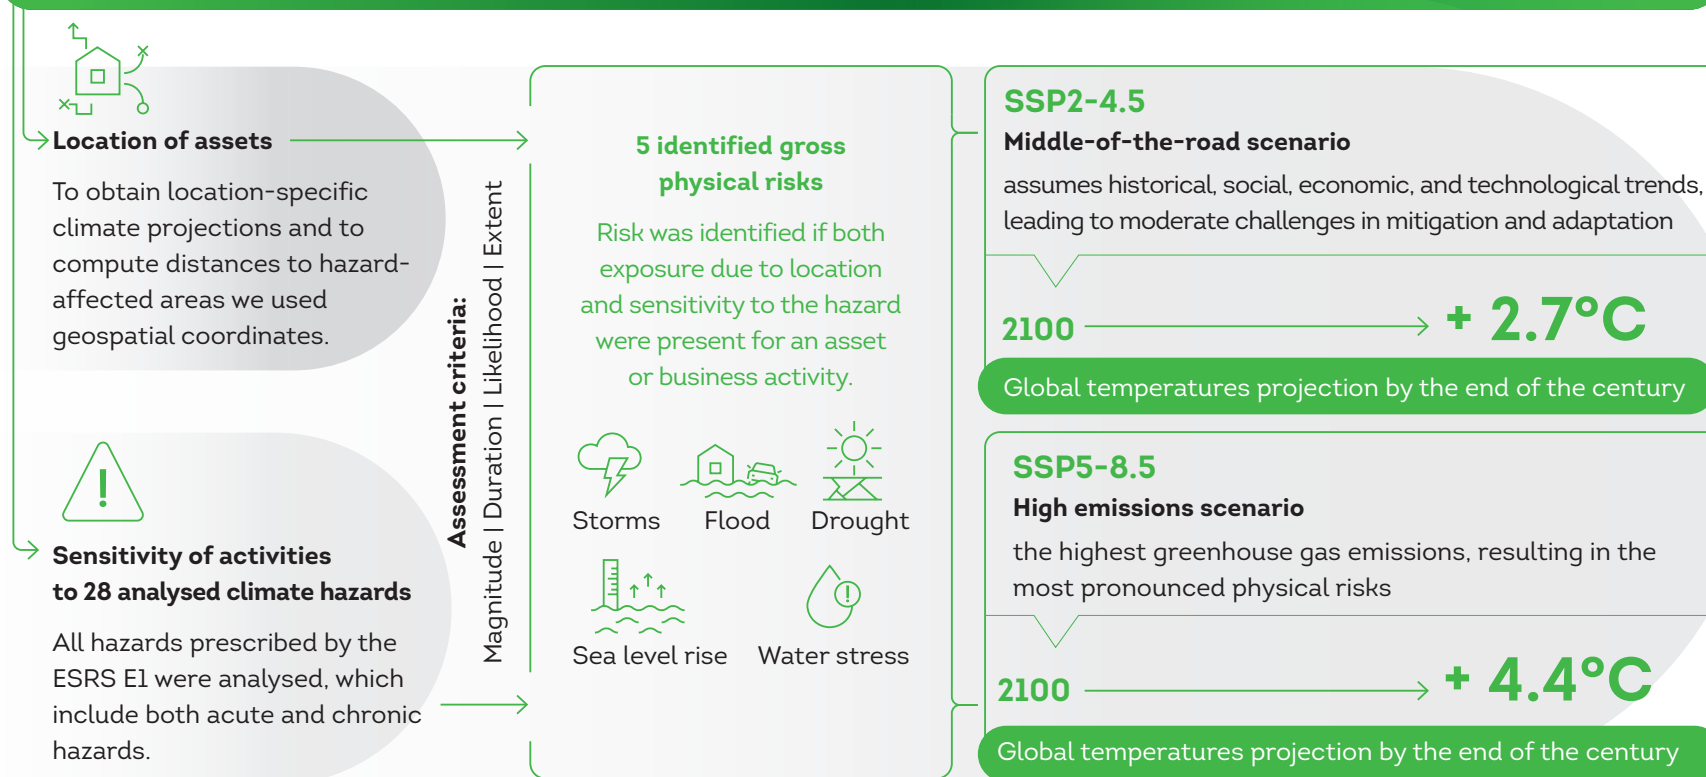 Location of assets
To obtain location-specific
climate projections and to
compute distances to hazard-
affected areas we used
geospatial coordinates.
Sensitivity of activities
to 28 analysed climate hazards
All hazards prescribed by the
ESRS E1 were analysed, which
include both acute and chronic
hazards.
Assessment criteria:
Magnitude | Duration | Likelihood | Extent
5 identified gross
physical risks
Risk was identified if both
exposure due to location
and sensitivity to the hazard
were present for an asset
or business activity.
Storms
Flood
Drought
Sea level rise
Water stress
SSP2-4.5
Middle-of-the-road scenario
assumes historical, social, economic, and technological trends,
leading to moderate challenges in mitigation and adaptation
2100
+ 2.7°C
Global temperatures projection by the end of the century
SSP5-8.5
High emissions scenario
the highest greenhouse gas emissions, resulting in the
most pronounced physical risks
2100
+ 4.4°C
Global temperatures projection by the end of the century